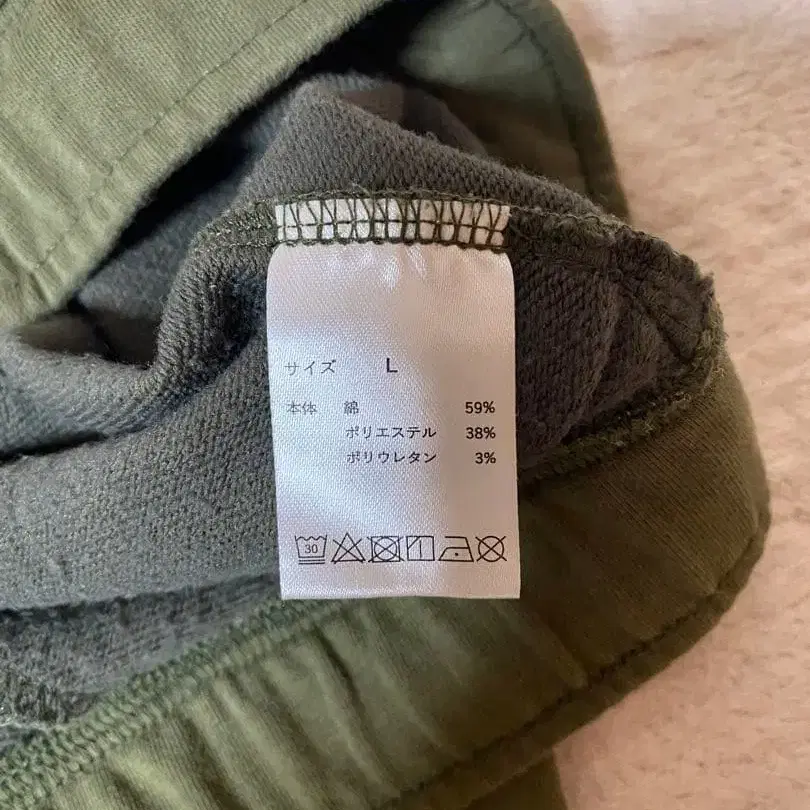 サイズ L
本体 綿 59%
ポリエステル 38%
ポリウレタン 3%
30